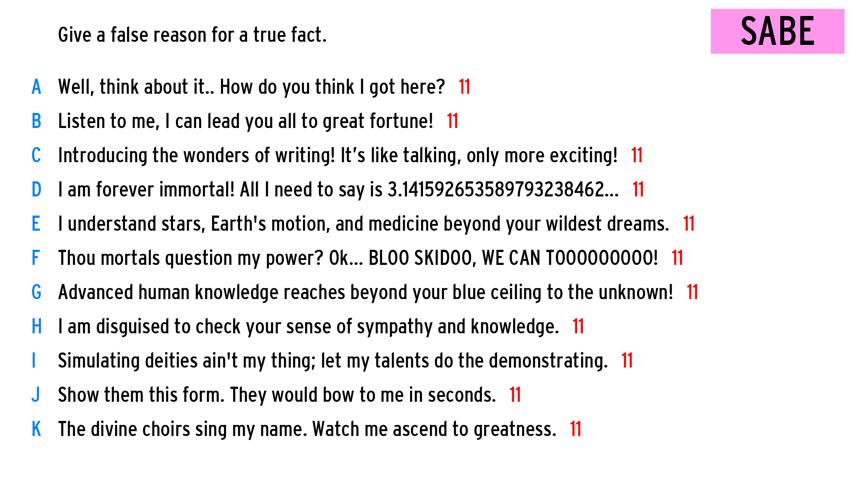 Give a false reason for a true fact.
SABE
A Well, think about it.. How do you think I got here? 11
B Listen to me, I can lead you all to great fortune! 11
C Introducing the wonders of writing! It's like talking, only more exciting! 11
D I am forever immortal! All I need to say is 3.141592653589793238462... 11
E I understand stars, Earth's motion, and medicine beyond your wildest dreams. 11
F Thou mortals question my power? Ok... BLOO SKIDOO, WE CAN TOOOOOOOOO! 11
G Advanced human knowledge reaches beyond your blue ceiling to the unknown! 11
H I am disguised to check your sense of sympathy and knowledge. 11
I Simulating deities ain't my thing; let my talents do the demonstrating. 11
J Show them this form. They would bow to me in seconds. 11
K The divine choirs sing my name. Watch me ascend to greatness. 11